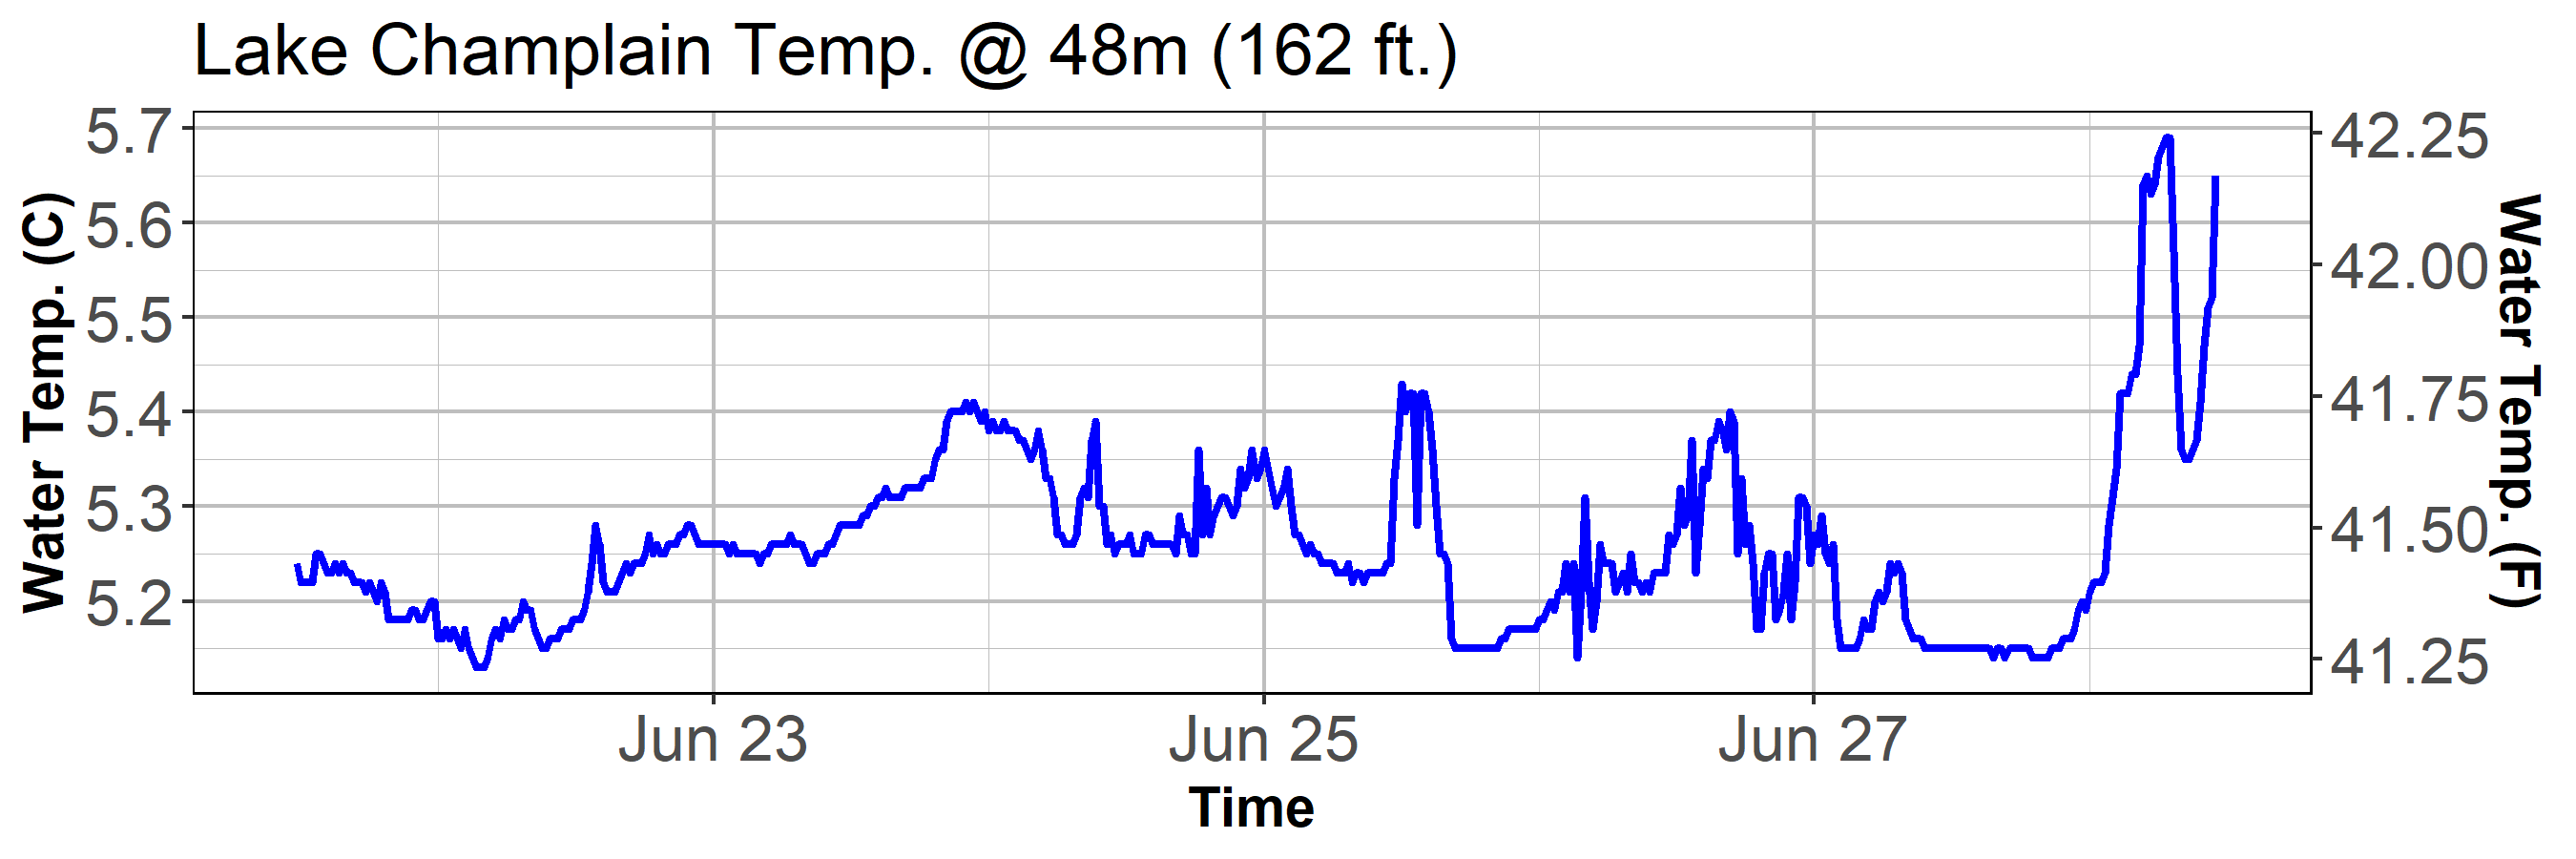 Lake Champlain Temp. @ 48m (162 ft.)
Water Temp. (C)
5.7
5.6
5.5
5.4
5.3
5.2
42.25
42.00
41.75
41.50
41.25
Water Temp. (F)
Jun 23 Jun 25 Jun 27
Time